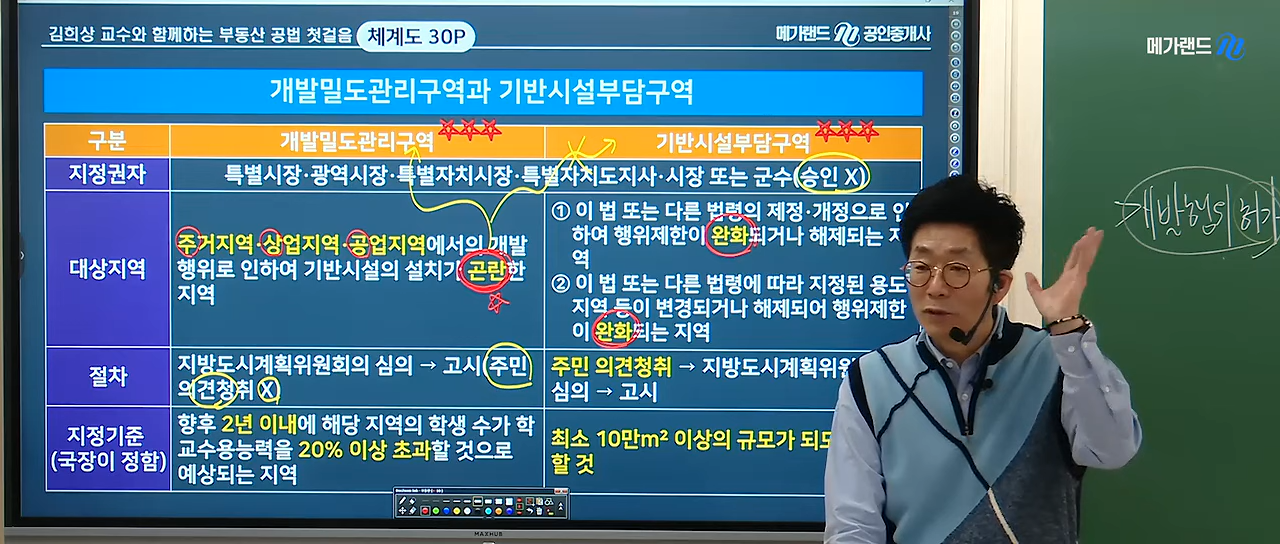 김희상 교수와 함께하는 부동산 공법 첫걸음 체계도 30P
메가랜드 공인중개사
메가랜드
개발밀도관리구역과 기반시설부담구역
구분 개발밀도관리구역 기반시설부담구역
지정권자 특별시장·광역시장·특별자치시장·특별자치도지사·시장 또는 군수(승인 X)
대상지역
주거지역·상업지역·공업지역에서의 개발
행위로 인하여 기반시설의 설치가 곤란한
지역
① 이 법 또는 다른 법령의 제정·개정으로 인
하여 행위제한이 완화되거나 해제되는 지
역
② 이 법 또는 다른 법령에 따라 지정된 용도
지역 등이 변경되거나 해제되어 행위제한
이 완화되는 지역
절차
지방도시계획위원회의 심의 → 고시(주민
의견청취 X)
주민 의견청취 → 지방도시계획위원
심의 → 고시
지정기준
(국장이 정함)
향후 2년 이내에 해당 지역의 학생 수가 학
교수용능력을 20% 이상 초과할 것으로
예상되는 지역
최소 10만m² 이상의 규모가 되도
할 것
MAXHUB